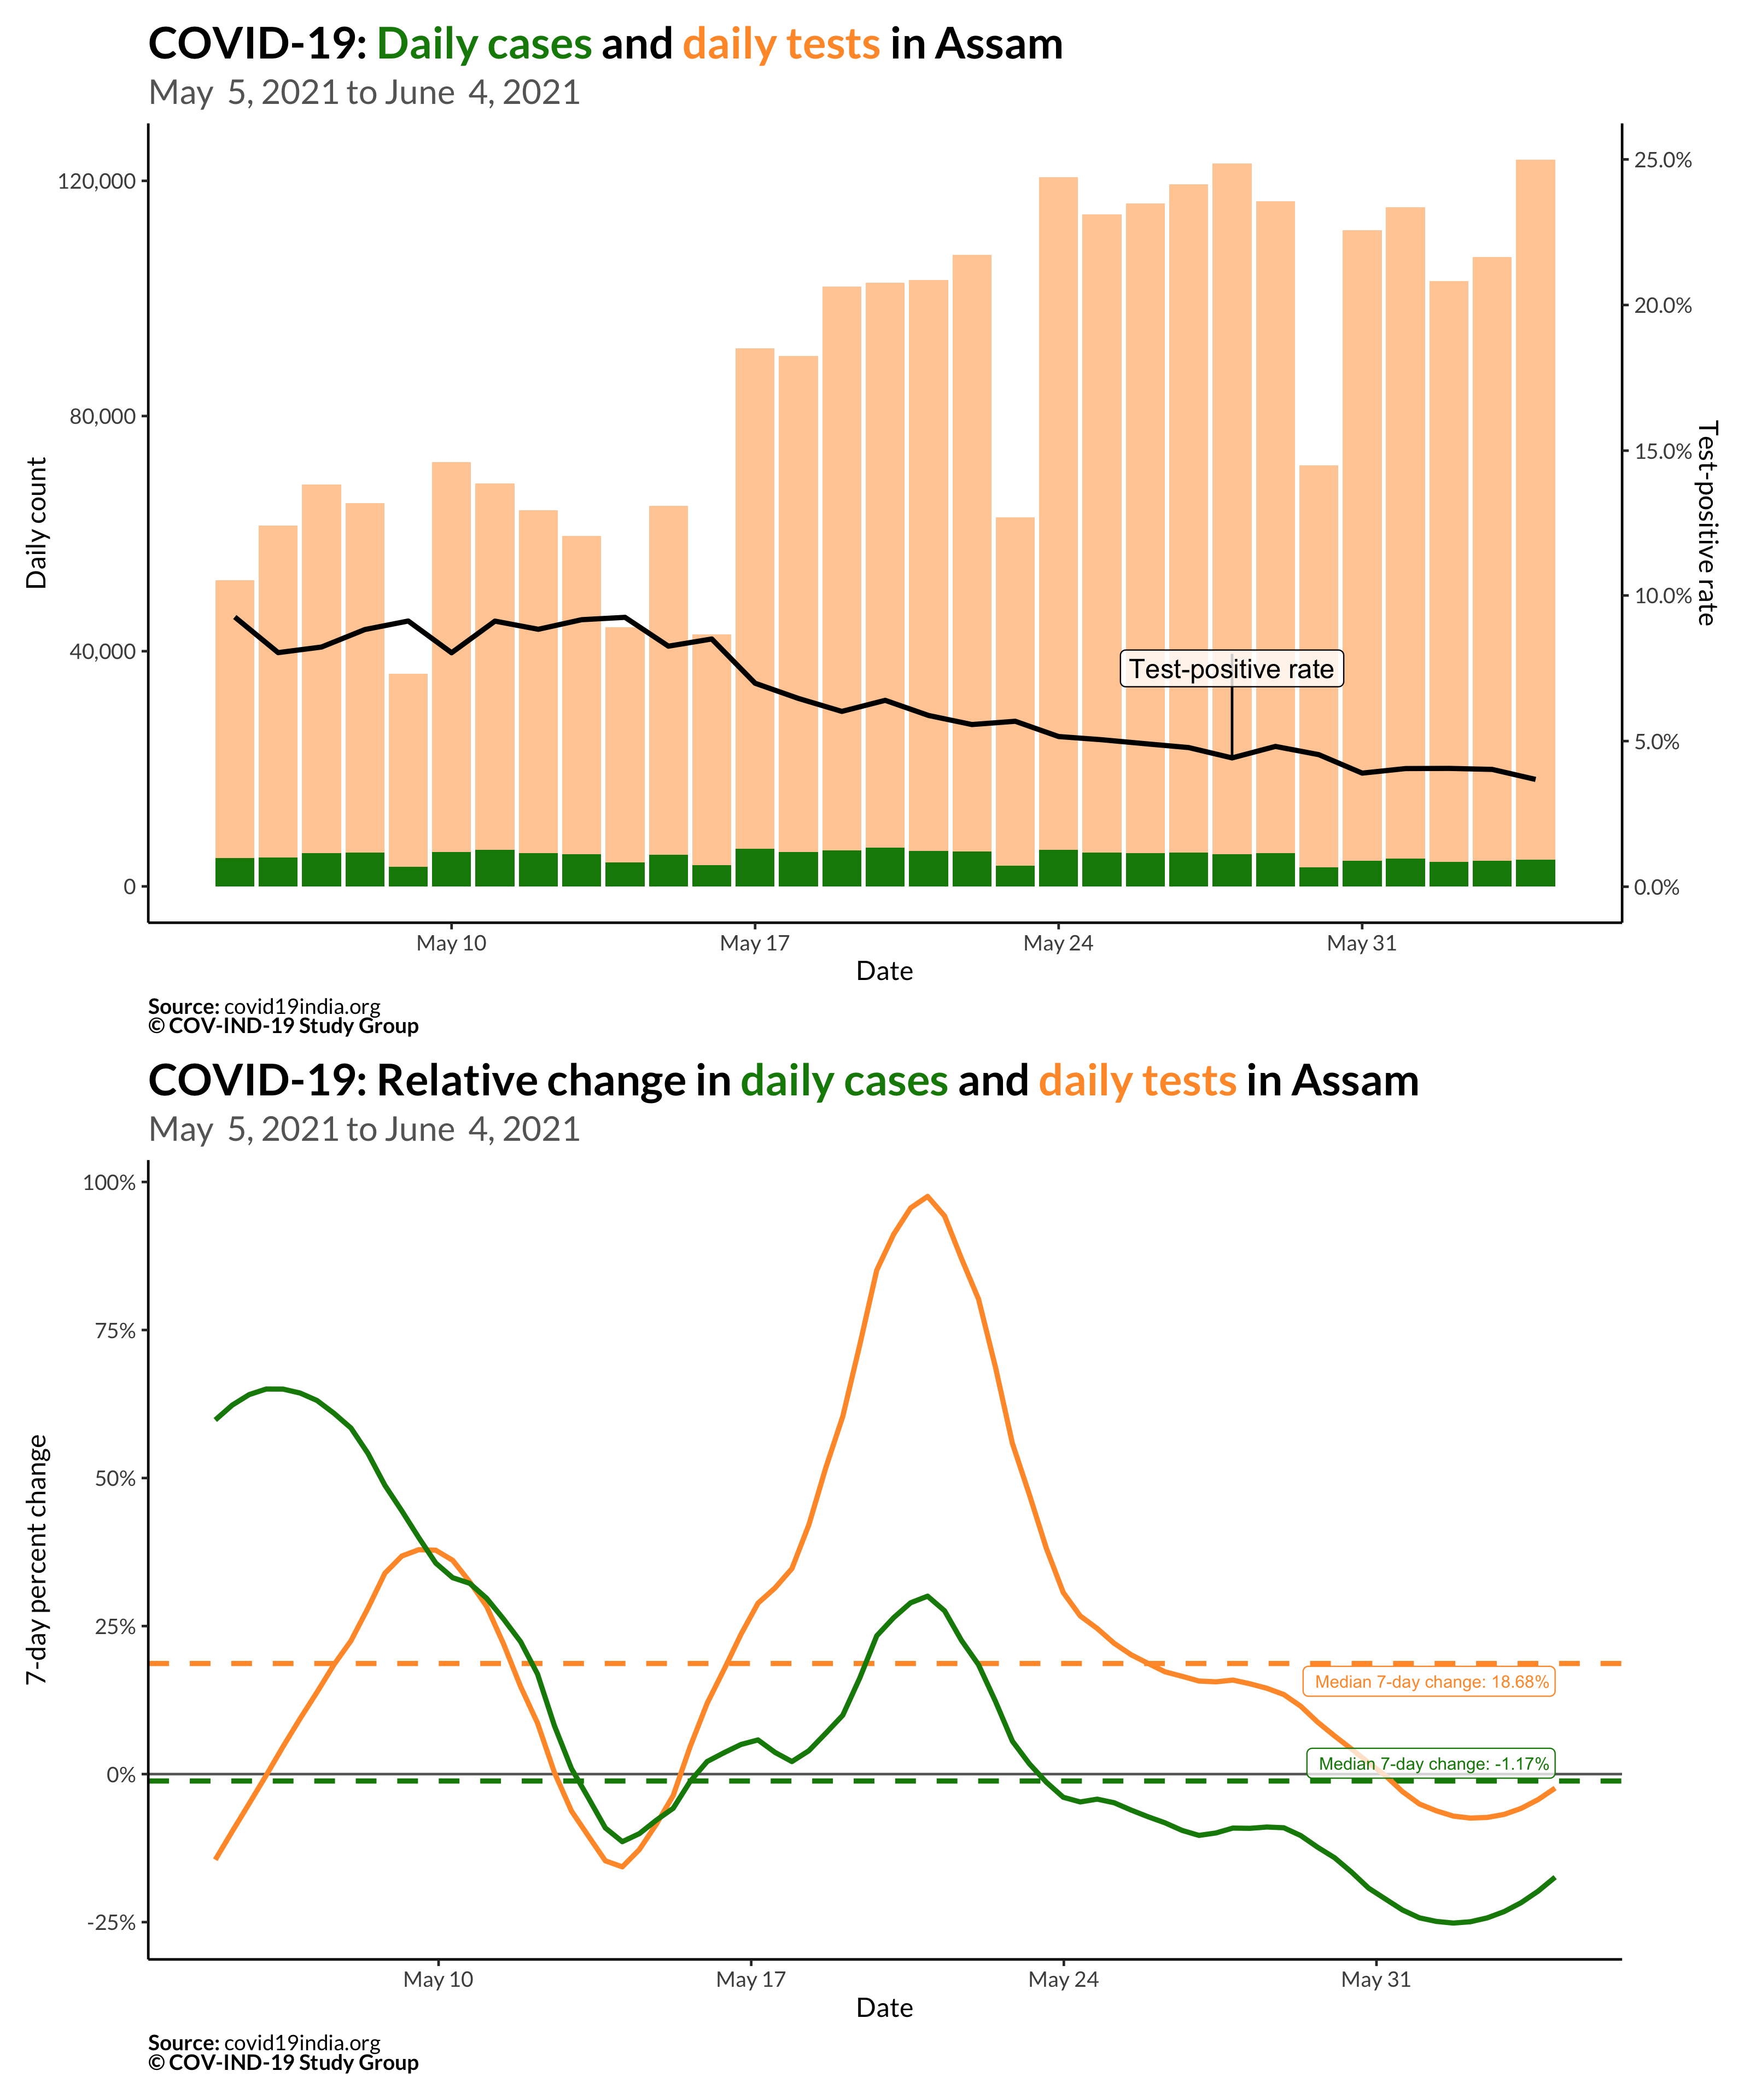 COVID-19: Daily cases and daily tests in Assam
May 5, 2021 to June 4, 2021
120,000
80,000
40,000
0
Daily count
25.0%
20.0%
15.0%
10.0%
5.0%
0.0%
Test-positive rate
Test-positive rate
May 10
May 17
May 24
May 31
Date
Source: covid19india.org
© COV-IND-19 Study Group
COVID-19: Relative change in daily cases and daily tests in Assam
May 5, 2021 to June 4, 2021
100%
75%
50%
25%
0%
-25%
7-day percent change
Median 7-day change: 18.68%
Median 7-day change: -1.17%
May 10
May 17
May 24
May 31
Date
Source: covid19india.org
© COV-IND-19 Study Group